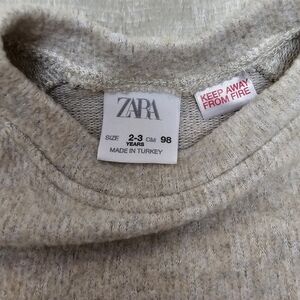 ZARA
SIZE 2-3 CM 98
YEARS
MADE IN TURKEY
KEEP AWAY
FROM FIRE